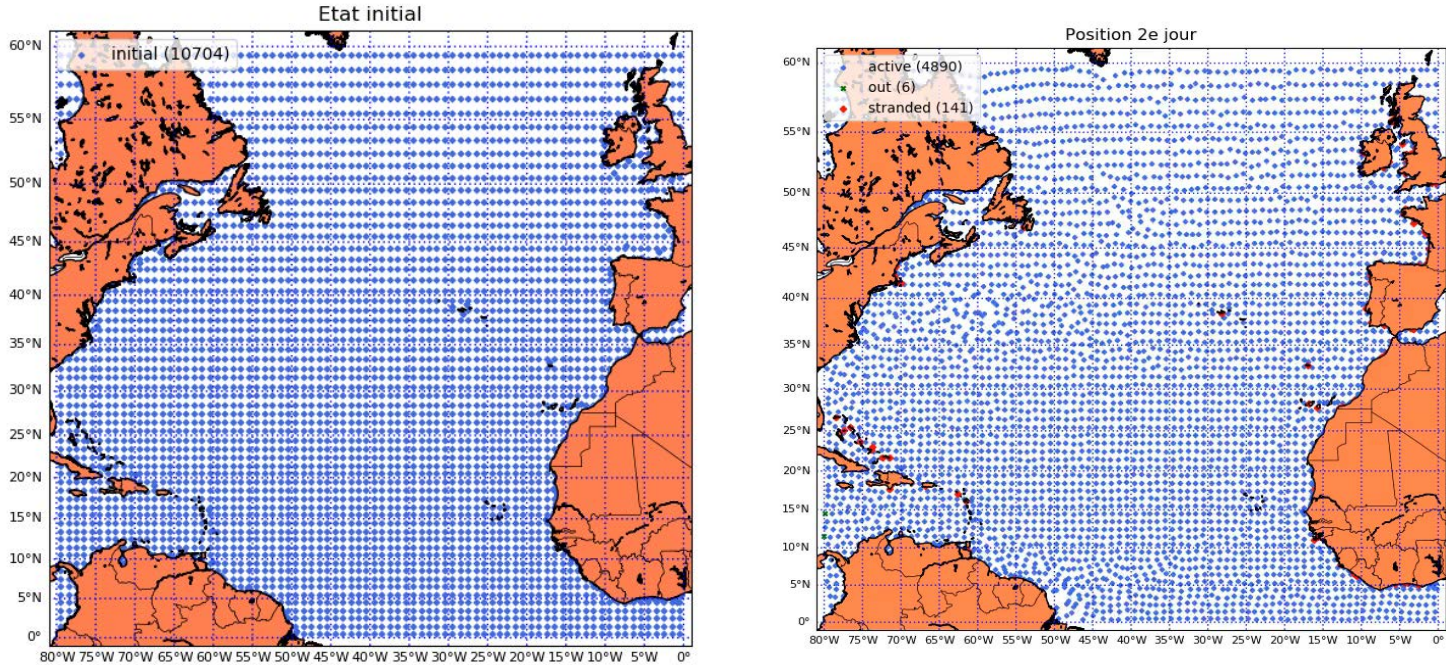 Etat initial
initial (10704)
60°N
55°N
50°N
45°N
40°N
35°N
30°N
25°N
20°N
15°N
10°N
5°N
0°
80°W 75°W 70°W 65°W 60°W 55°W 50°W 45°W 40°W 35°W 30°W 25°W 20°W 15°W 10°W 5°W 0°
Position 2e jour
active (4890)
out (6)
stranded (141)
60°N
55°N
50°N
45°N
40°N
35°N
30°N
25°N
20°N
15°N
10°N
5°N
0°
80°W 75°W 70°W 65°W 60°W 55°W 50°W 45°W 40°W 35°W 30°W 25°W 20°W 15°W 10°W 5°W 0°